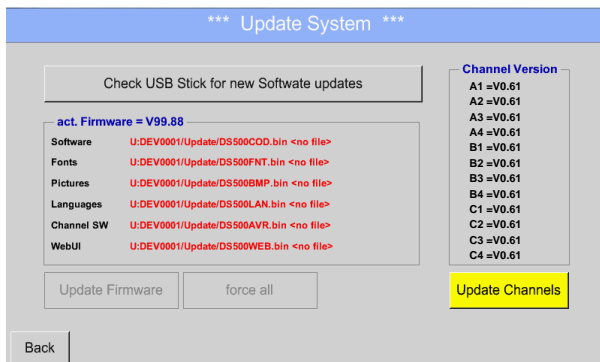 *** Update System ***
Check USB Stick for new Softwate updates
act. Firmware = V99.88
Software U:DEV0001/Update/DS500COD.bin <no file>
Fonts U:DEV0001/Update/DS500FNT.bin <no file>
Pictures U:DEV0001/Update/DS500BMP.bin <no file>
Languages U:DEV0001/Update/DS500LAN.bin <no file>
Channel SW U:DEV0001/Update/DS500AVR.bin <no file>
WebUI U:DEV0001/Update/DS500WEB.bin <no file>
Update Firmware force all
Channel Version
A1 =V0.61
A2 =V0.61
A3 =V0.61
A4 =V0.61
B1 =V0.61
B2 =V0.61
B3 =V0.61
B4 =V0.61
C1 =V0.61
C2 =V0.61
C3 =V0.61
C4 =V0.61
Update Channels
Back